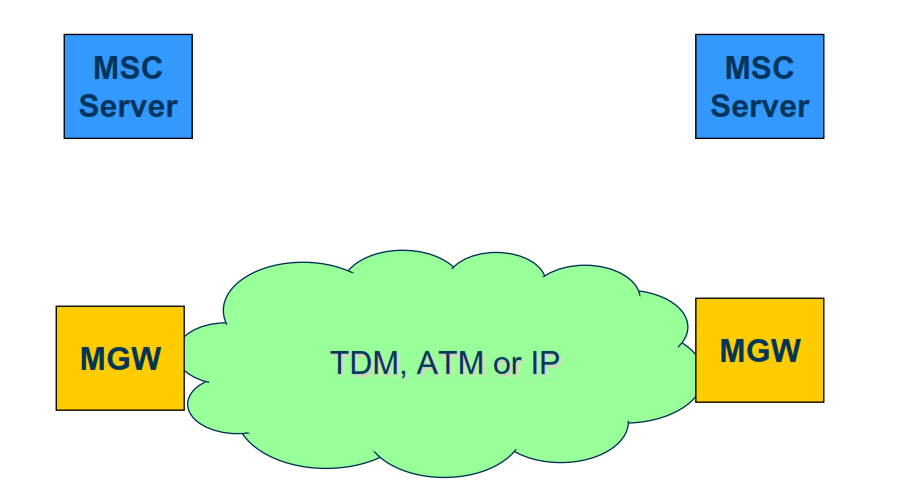 MSC
Server
MSC
Server
MGW
TDM, ATM or IP
MGW